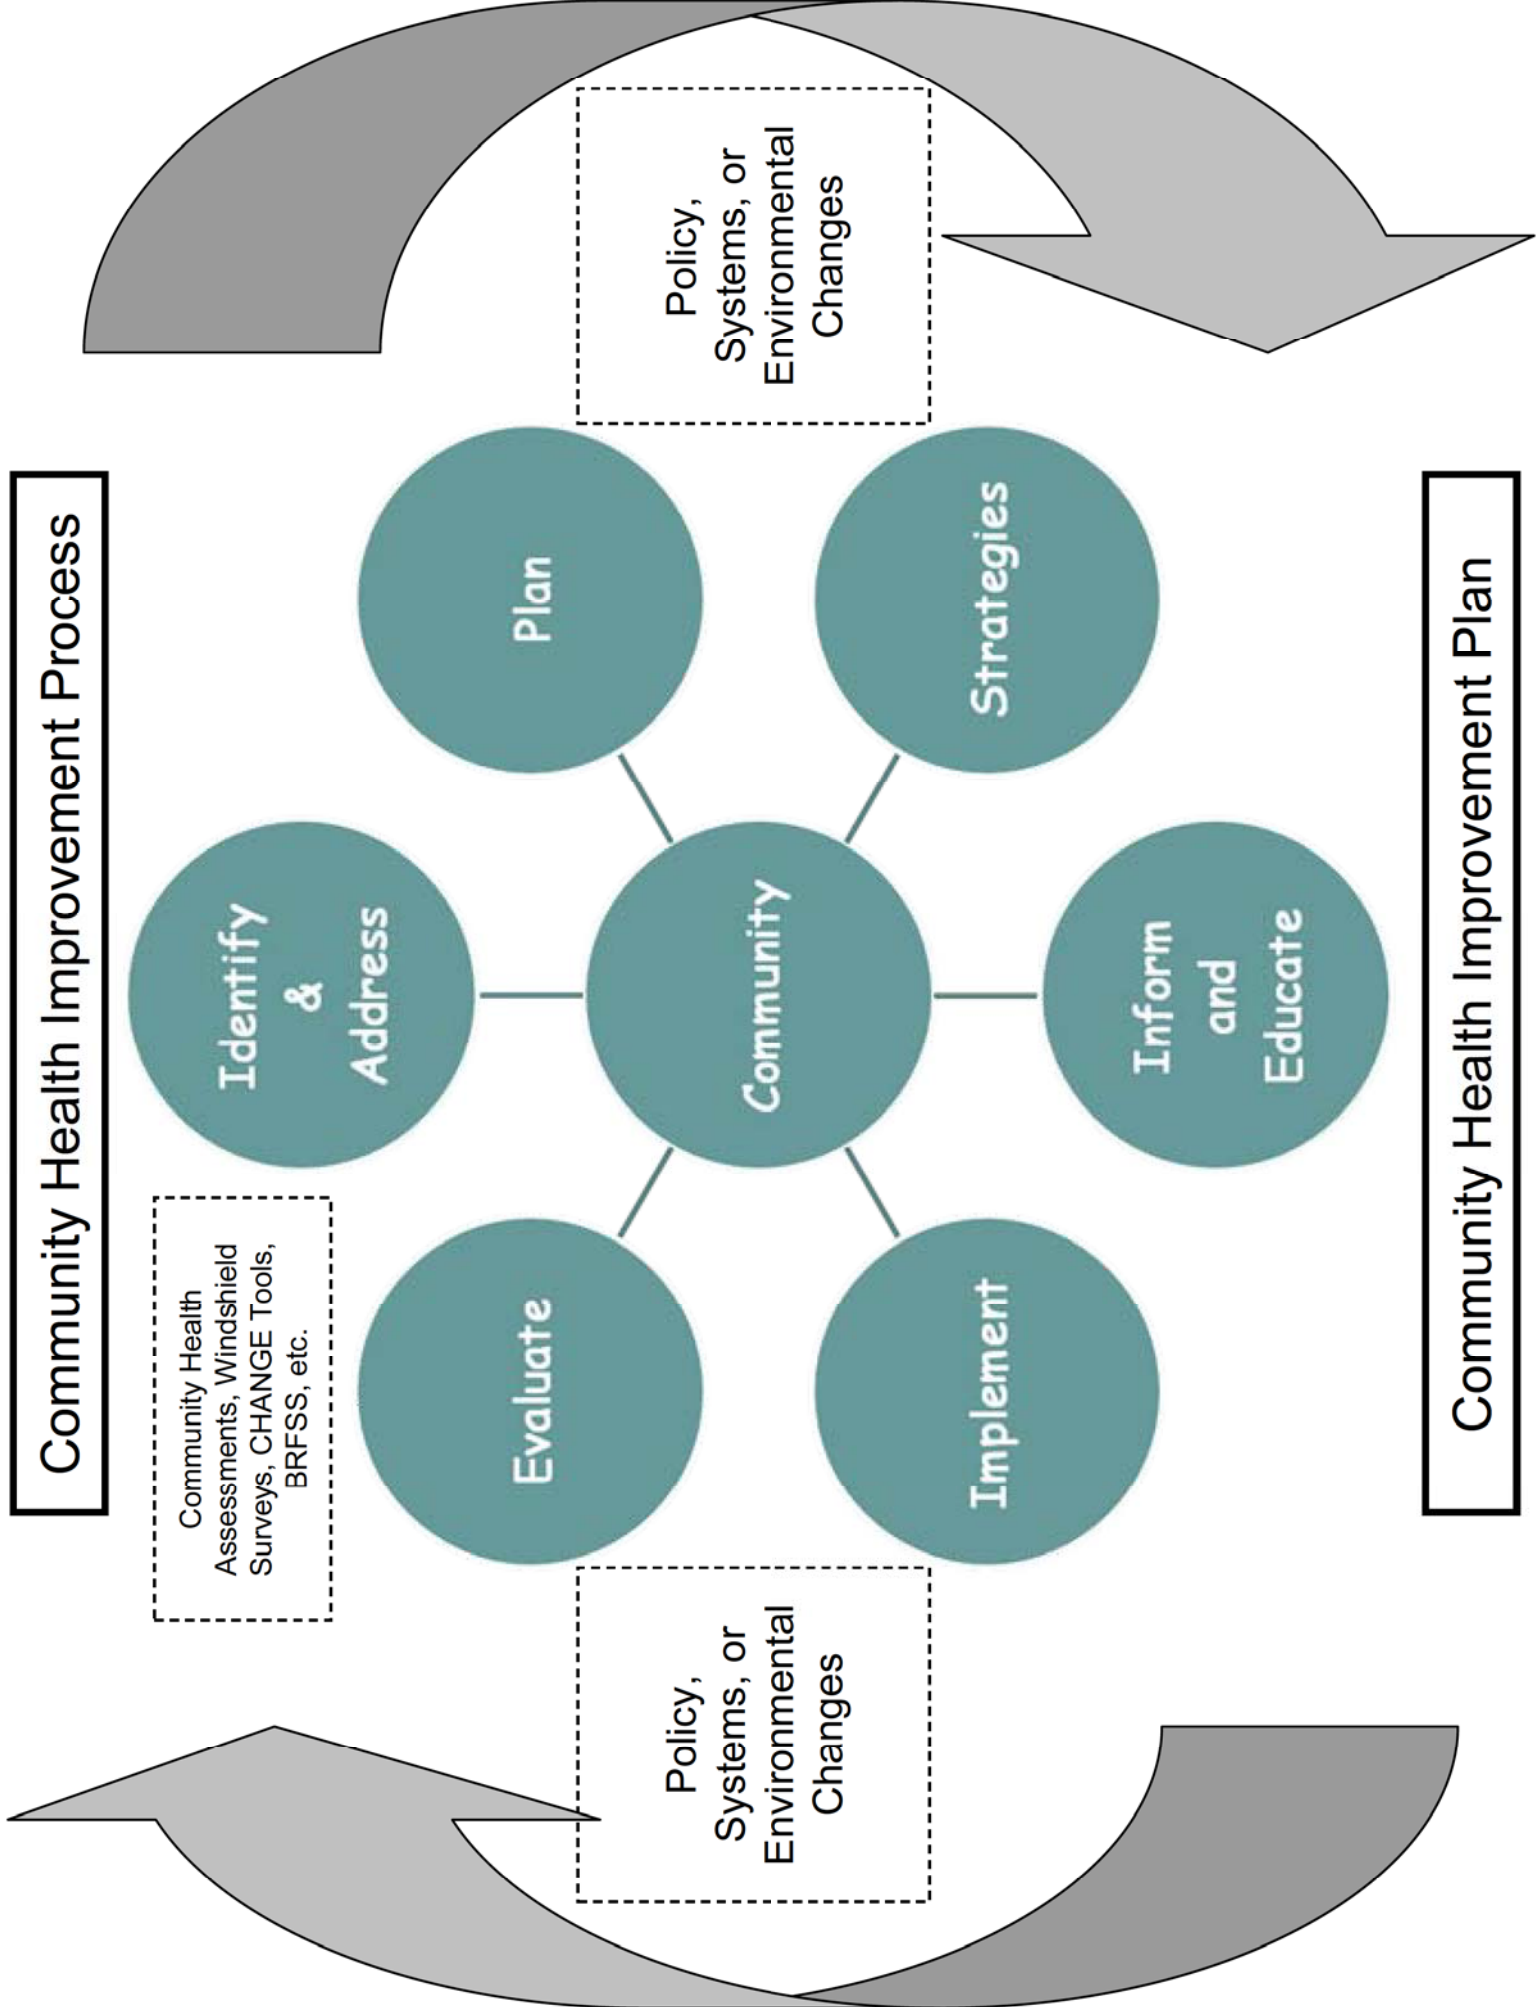 Community Health Improvement Process
Community Health
Assessments, Windshield
Surveys, CHANGE Tools,
BRFSS, etc.
Identify
&
Address
Evaluate
Plan
Policy,
Systems, or
Environmental
Changes
Community
Policy,
Systems, or
Environmental
Changes
Implement
Strategies
Inform
and
Educate
Community Health Improvement Plan